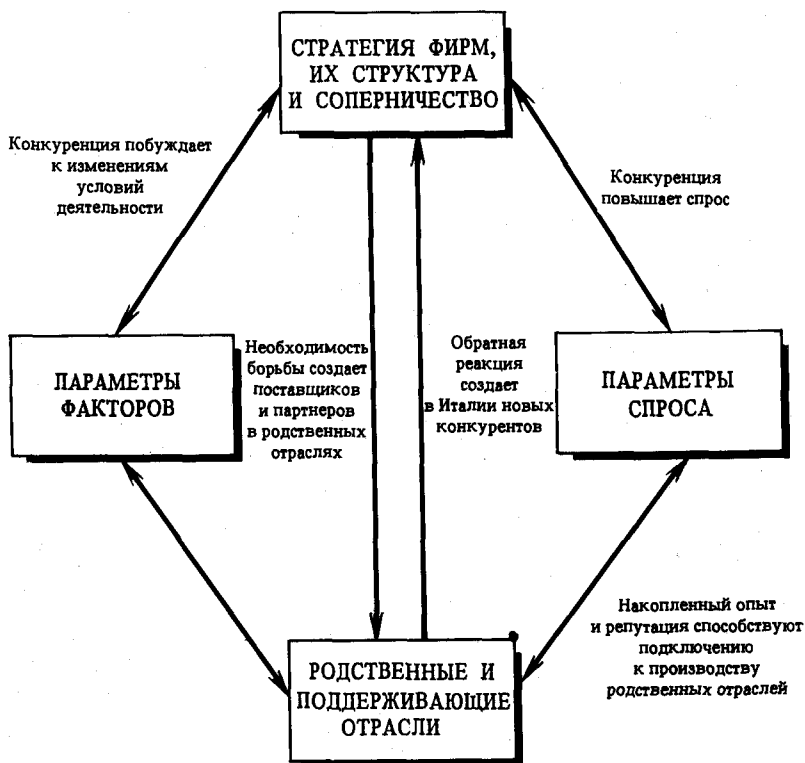 СТРАТЕГИЯ ФИРМ,
ИХ СТРУКТУРА
И СОПЕРНИЧЕСТВО
Конкуренция побуждает
к изменениям
условий
деятельности
Конкуренция
повышает спрос
ПАРАМЕТРЫ
ФАКТОРОВ
Необходимость
борьбы создает
поставщиков
и партнеров
в родственных
отраслях
Обратная
реакция
создает
в Италии новых
конкурентов
ПАРАМЕТРЫ
СПРОСА
Накопленный опыт
и репутация способствуют
подключению
к производству
родственных отраслей
РОДСТВЕННЫЕ И
ПОДДЕРЖИВАЮЩИЕ
ОТРАСЛИ